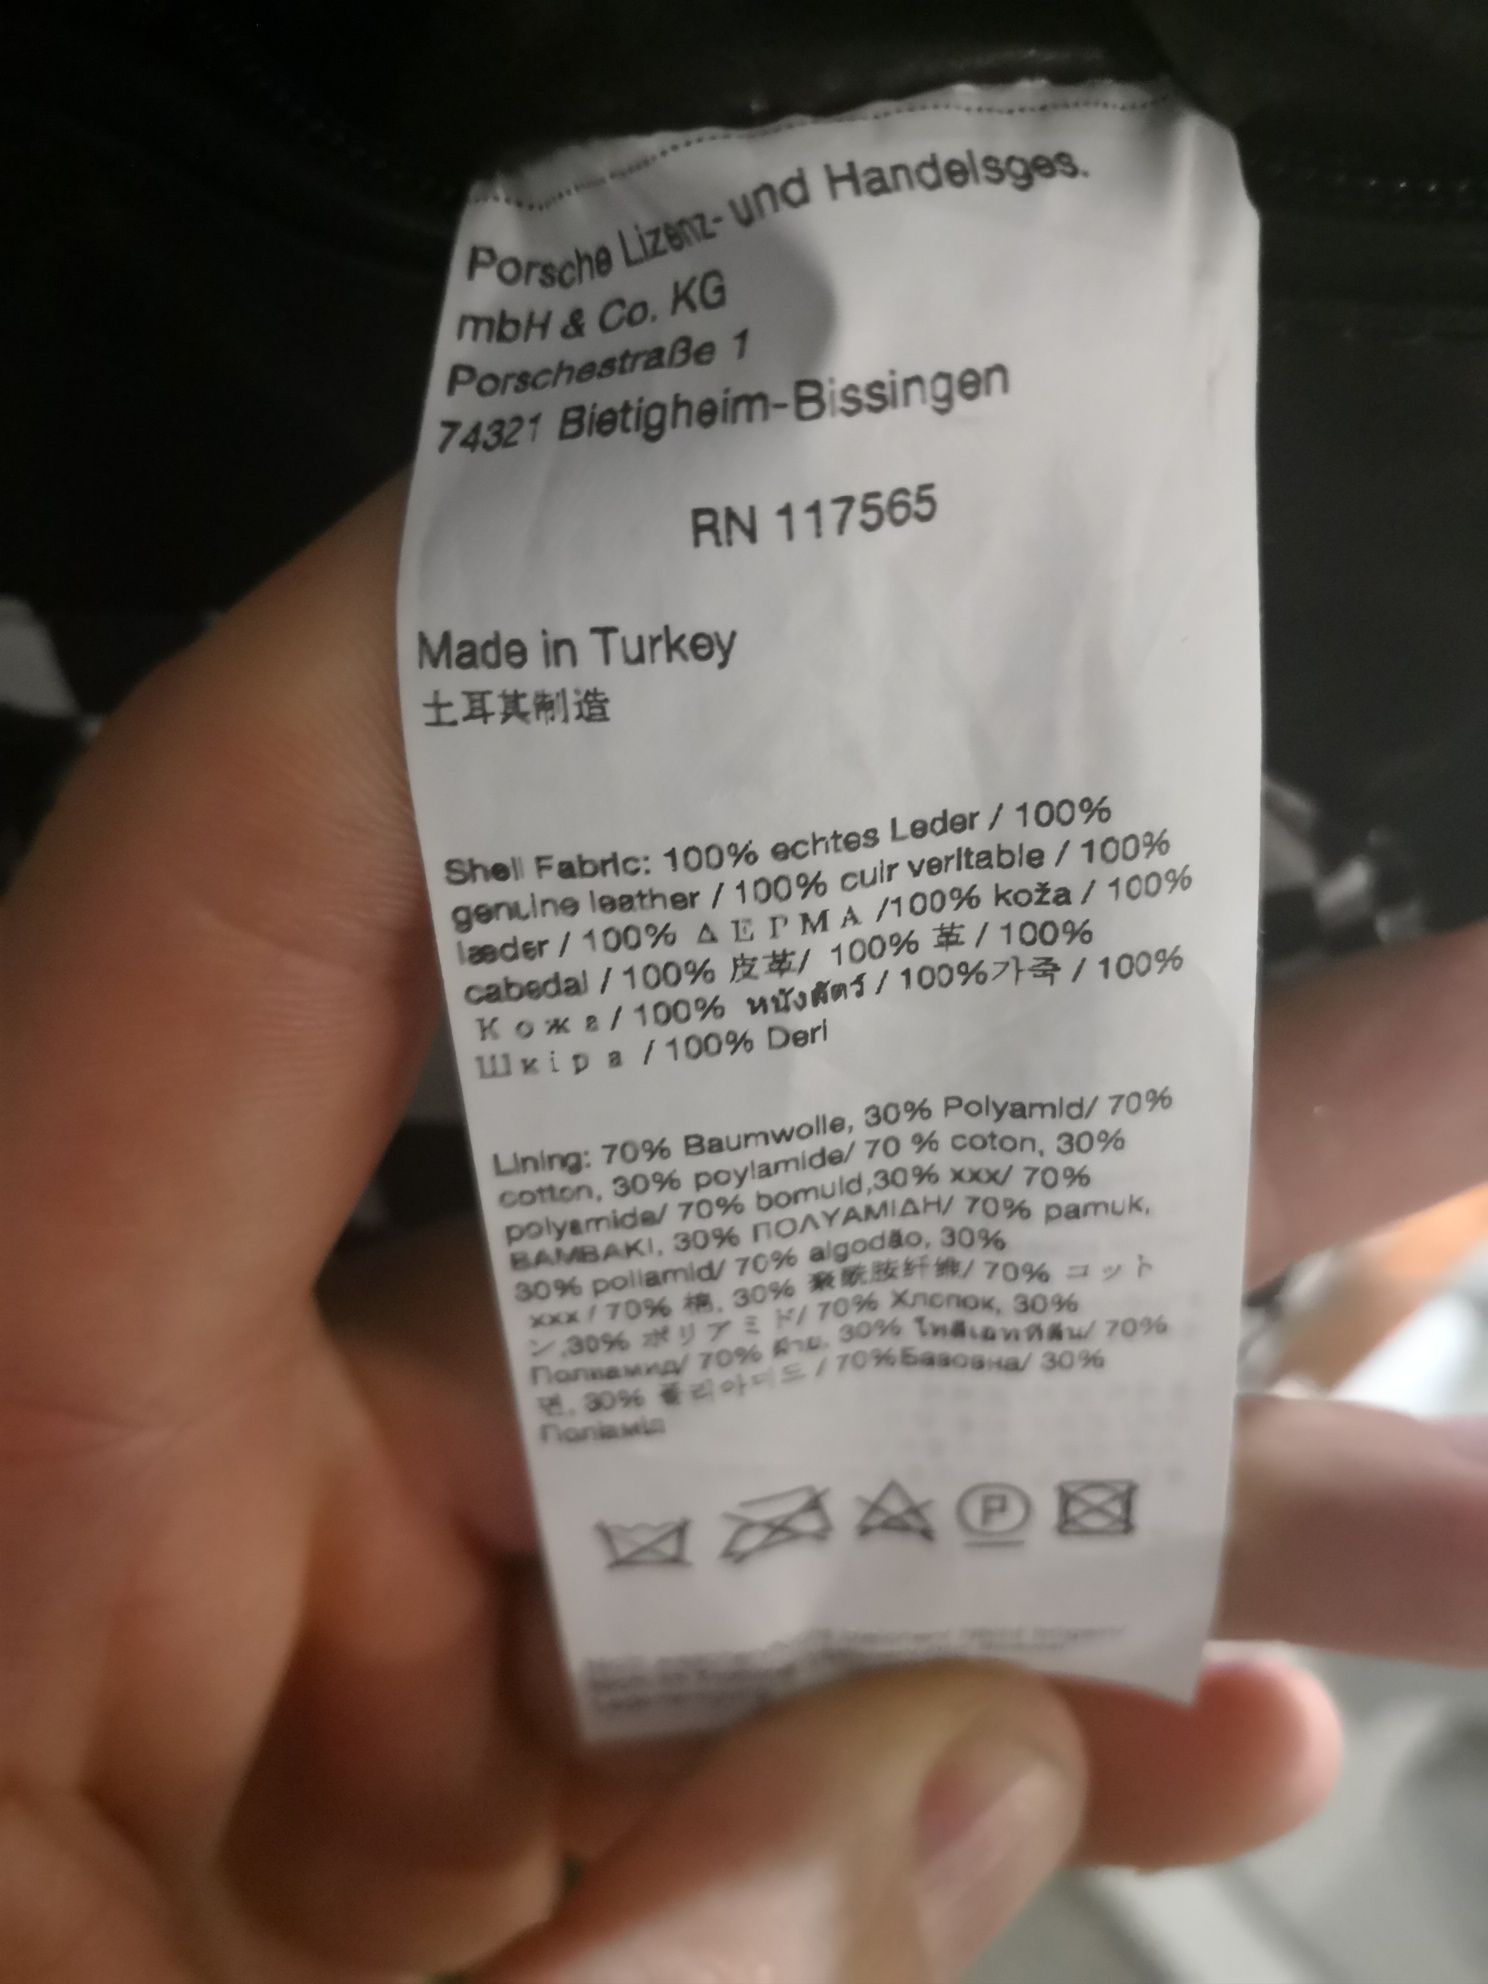 Porsche Lizenz- und Handelsges.
mbH & Co. KG
Porschestraße 1
74321 Bietigheim-Bissingen
RN 117565
Made in Turkey
土耳其制造
Shell Fabric: 100% echtes Leder / 100%
genuine leather / 100% cuir veritable / 100%
læder / 100% ΔΕΡΜΑ /100% koža / 100%
cabedal / 100% 皮革/ 100% 革 / 100%
Кожа / 100% หนังสัตว์ / 100%가죽 / 100%
Шкіра / 100% Deri
Lining: 70% Baumwolle, 30% Polyamid/ 70%
cotton, 30% poylamide/ 70 % coton, 30%
polyamide/ 70% bomuld,30% xxx/ 70%
BAMBAKI, 30% ΠΟΛΥΑΜΙΔΗ/ 70% pamuk,
30% poliamid/ 70% algodão, 30%
xxx / 70% 棉, 30% 聚酰胺纤维/ 70% コット
ン,30% ポリアミド/ 70% Хлопок, 30%
Полиамид/ 70% ฝ้าย, 30% / 70%
면, 30% 폴리아미드 / 70%Базовна/ 30%
Поліамід
P